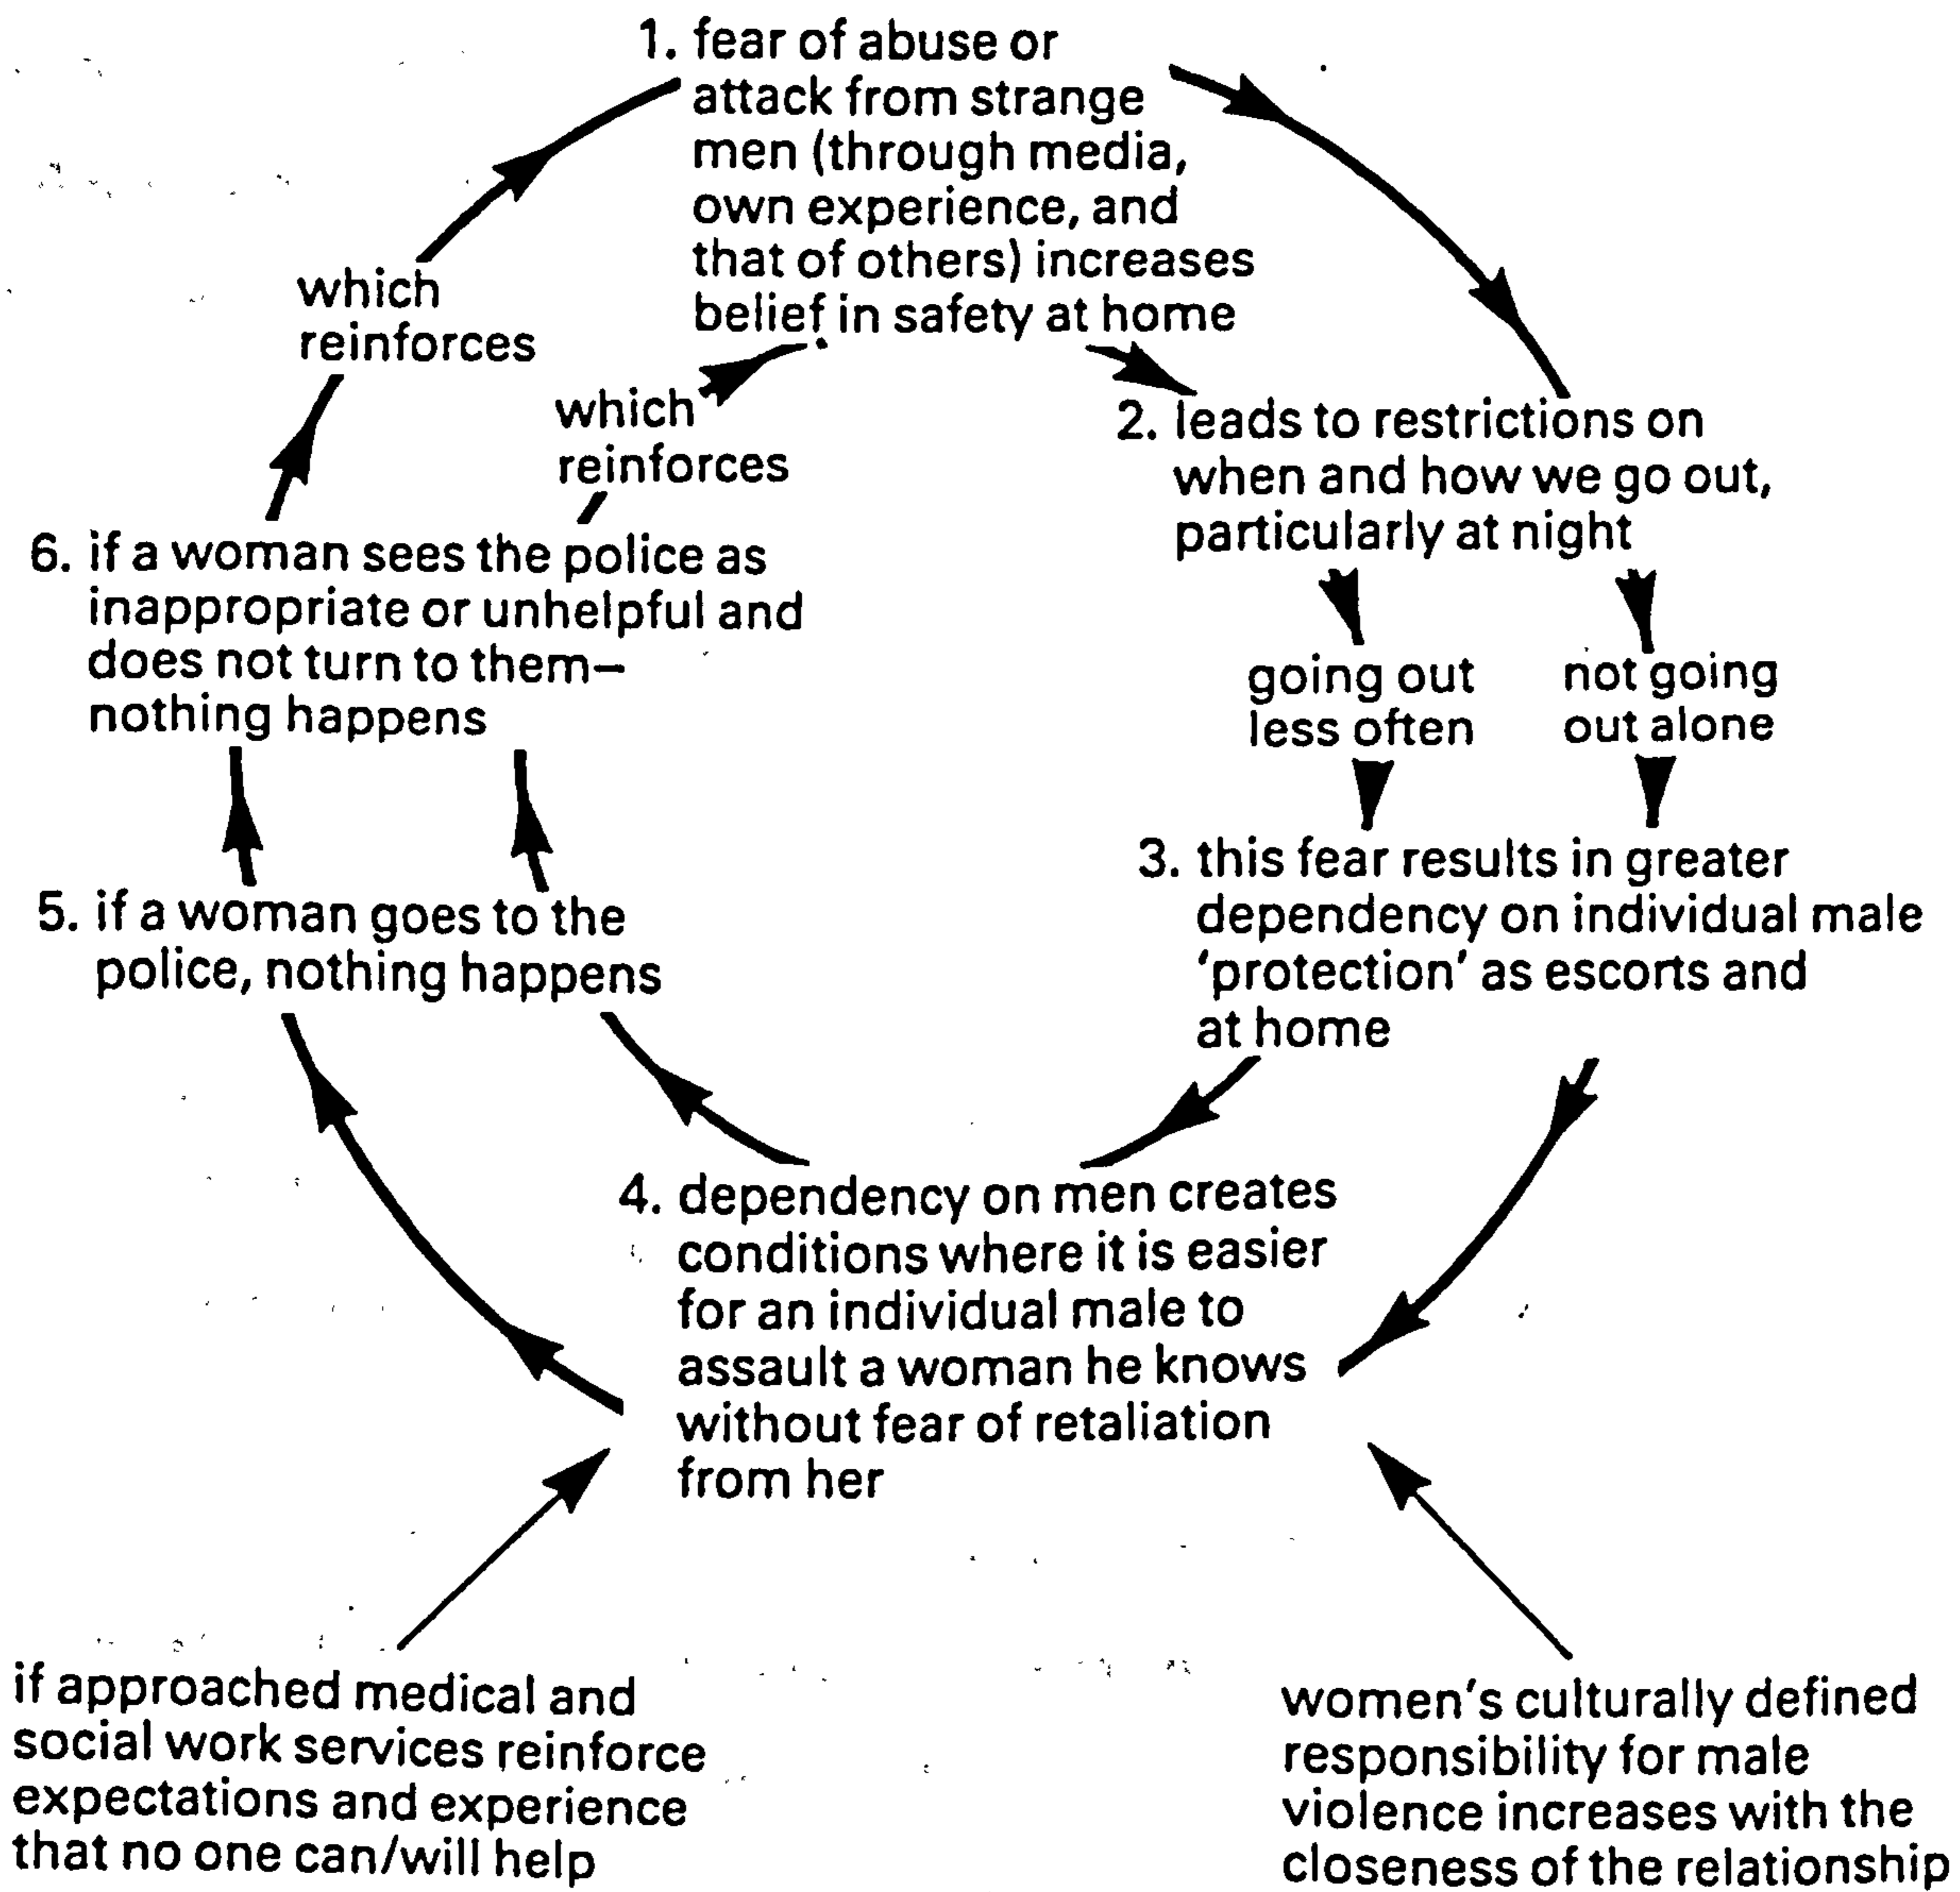 1. fear of abuse or
attack from strange
men (through media,
own experience, and
that of others) increases
belief in safety at home
2. leads to restrictions on
when and how we go out,
particularly at night
going out
less often
not going
out alone
3. this fear results in greater
dependency on individual male
‘protection’ as escorts and
at home
4. dependency on men creates
conditions where it is easier
for an individual male to
assault a woman he knows
without fear of retaliation
from her
5. if a woman goes to the
police, nothing happens
6. if a woman sees the police as
inappropriate or unhelpful and
does not turn to them—
nothing happens
which
reinforces
which
reinforces
if approached medical and
social work services reinforce
expectations and experience
that no one can/will help
women's culturally defined
responsibility for male
violence increases with the
closeness of the relationship